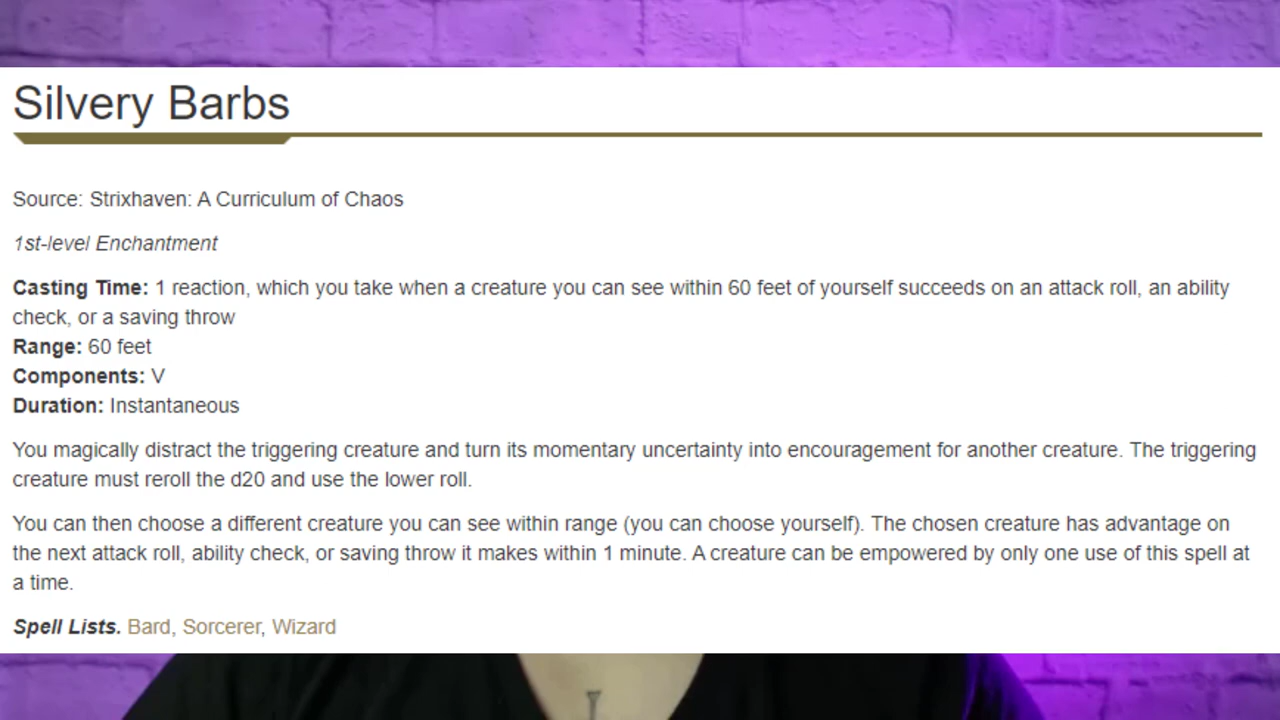 Silvery Barbs
Source: Strixhaven: A Curriculum of Chaos
1st-level Enchantment
Casting Time: 1 reaction, which you take when a creature you can see within 60 feet of yourself succeeds on an attack roll, an ability
check, or a saving throw
Range: 60 feet
Components: V
Duration: Instantaneous
You magically distract the triggering creature and turn its momentary uncertainty into encouragement for another creature. The triggering
creature must reroll the d20 and use the lower roll.
You can then choose a different creature you can see within range (you can choose yourself). The chosen creature has advantage on
the next attack roll, ability check, or saving throw it makes within 1 minute. A creature can be empowered by only one use of this spell at
a time.
Spell Lists. Bard, Sorcerer, Wizard